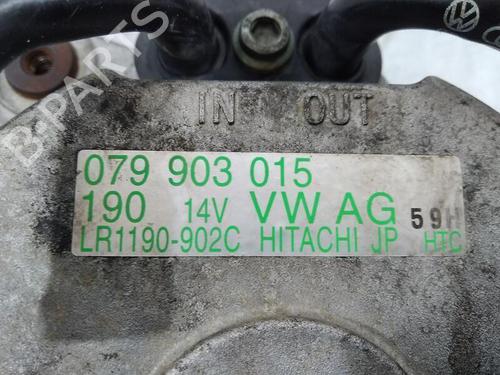 IN OUT
079 903 015
190 14V VW AG 59H
LR1190-902C HITACHI JP HTC
B-PARTS